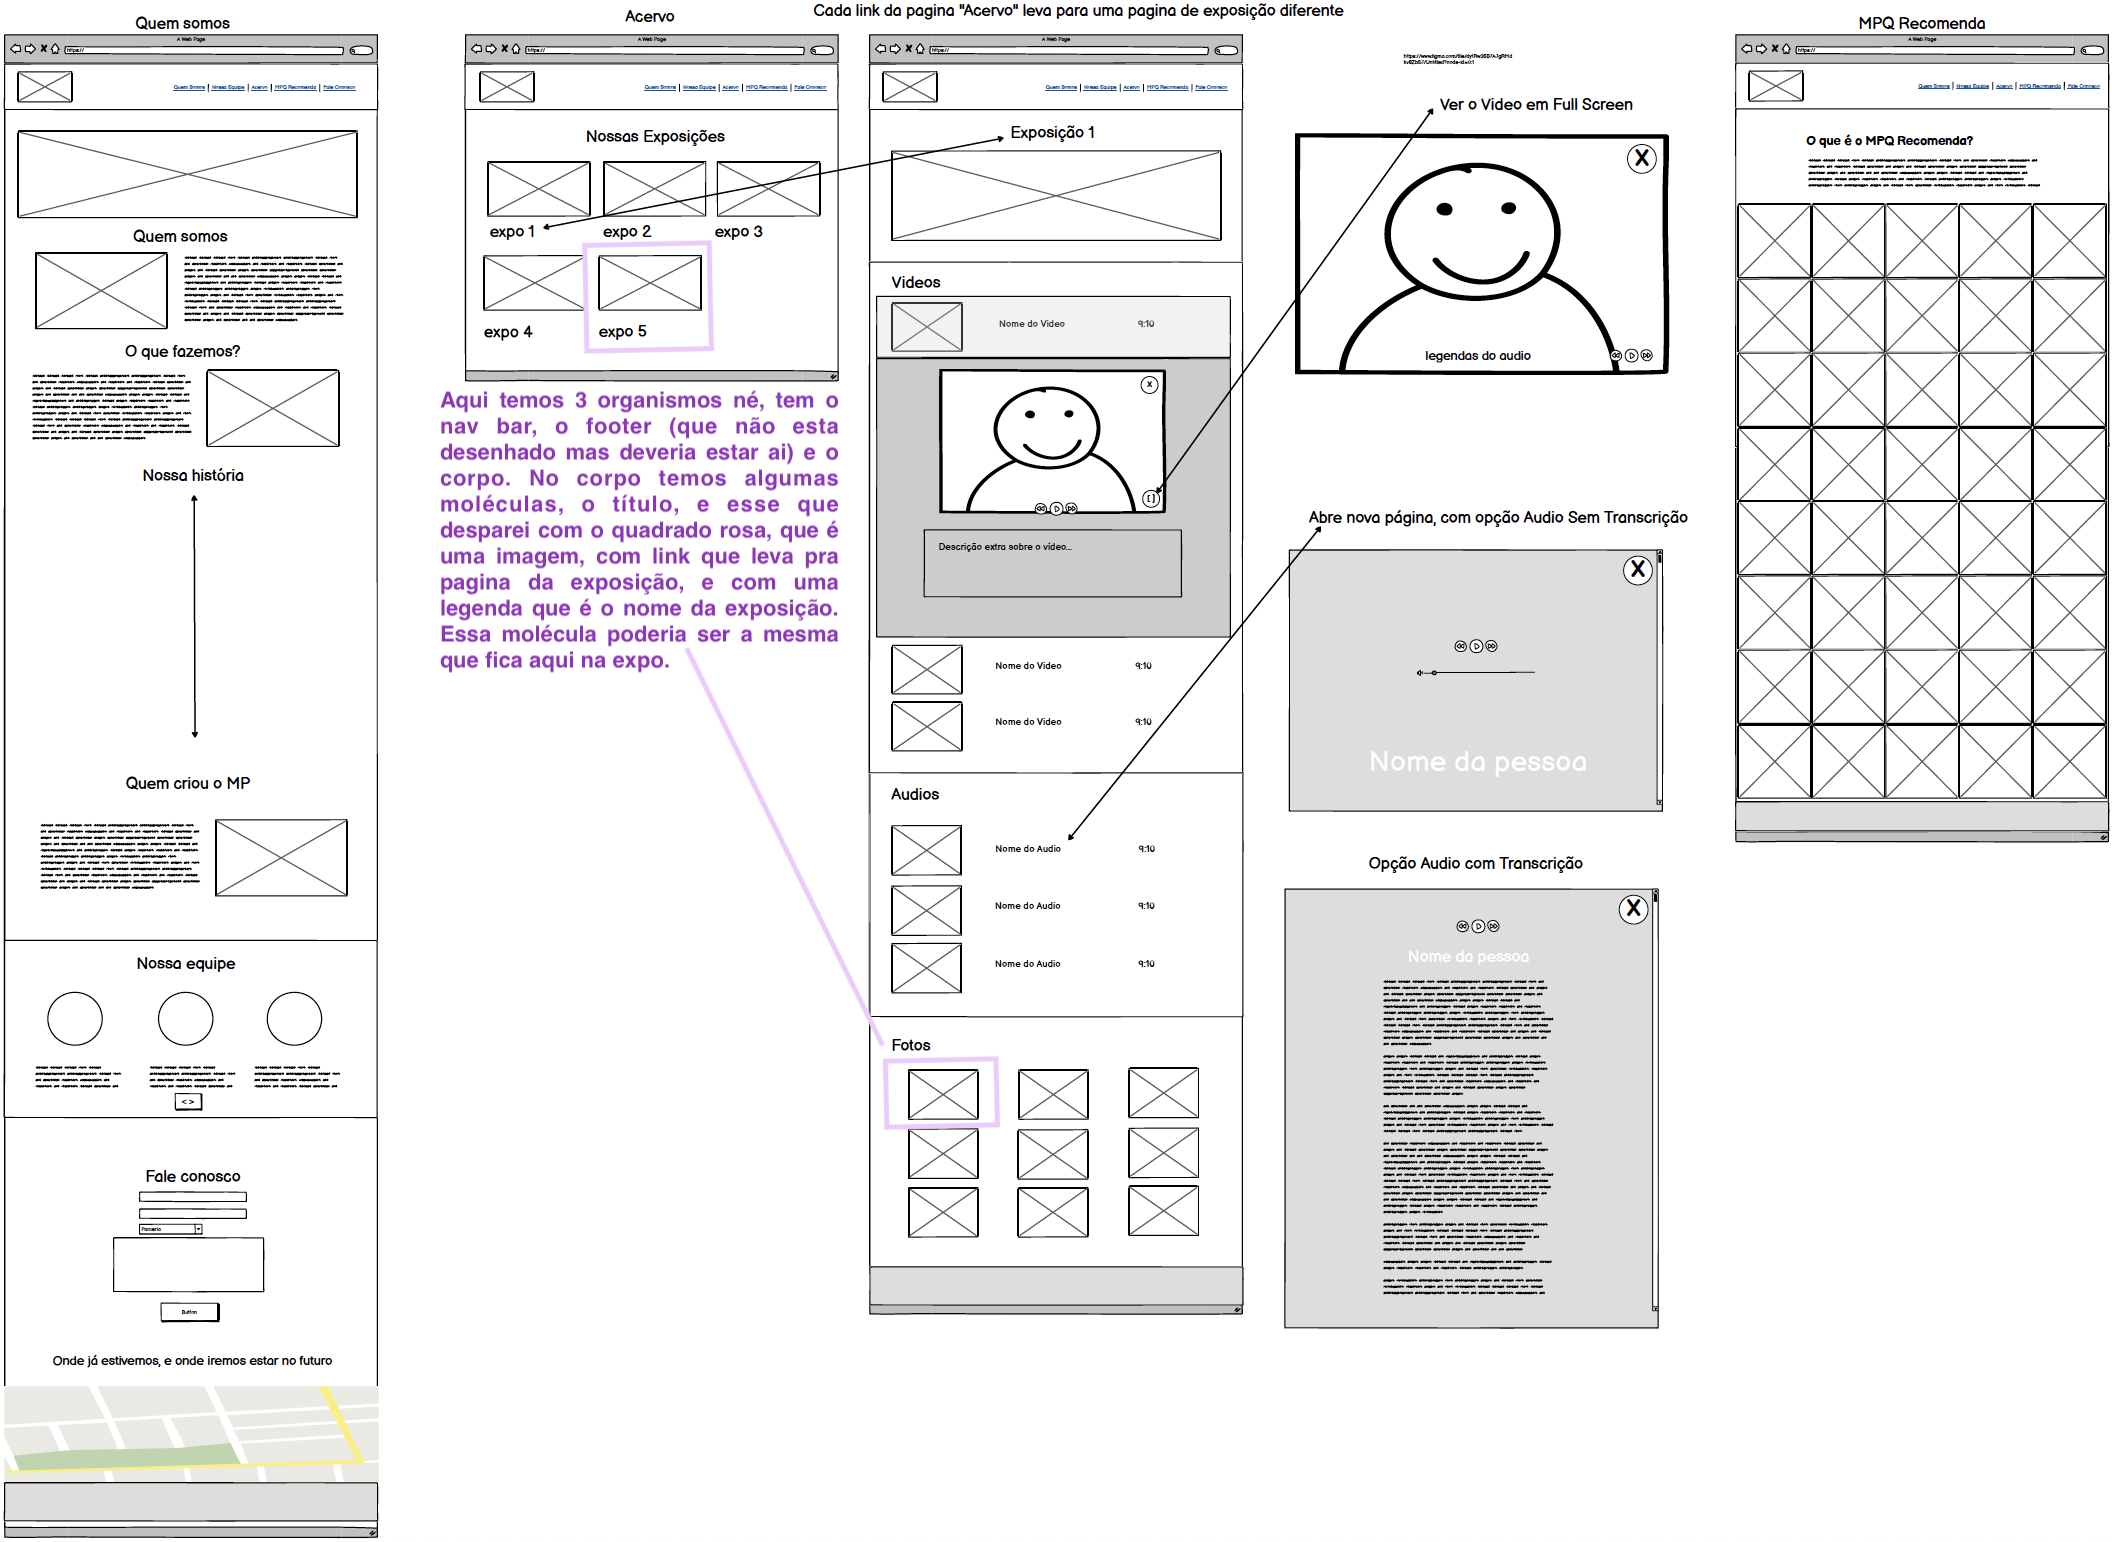 Quem somos
A Web Page
https://
Quem Somos | Nossa Equipe | Acervo | MPQ Recomenda | Fale Conosco
Quem somos
O que fazemos?
Nossa história
Quem criou o MP
Nossa equipe
< >
Fale conosco
Parceria
Button
Onde já estivemos, e onde iremos estar no futuro
Acervo
A Web Page
https://
Quem Somos | Nossa Equipe | Acervo | MPQ Recomenda | Fale Conosco
Nossas Exposições
expo 1
expo 2
expo 3
expo 4
expo 5
Aqui temos 3 organismos né, tem o
nav bar, o footer (que não esta
desenhado mas deveria estar ai) e o
corpo. No corpo temos algumas
moléculas, o título, e esse que
desparei com o quadrado rosa, que é
uma imagem, com link que leva pra
pagina da exposição, e com uma
legenda que é o nome da exposição.
Essa molécula poderia ser a mesma
que fica aqui na expo.
Cada link da pagina "Acervo" leva para uma pagina de exposição diferente
A Web Page
https://
Quem Somos | Nossa Equipe | Acervo | MPQ Recomenda | Fale Conosco
Exposição 1
Videos
Nome do Video 9:10
X
[ ]
Descrição extra sobre o vídeo...
Nome do Video 9:10
Nome do Video 9:10
Audios
Nome do Audio 9:10
Nome do Audio 9:10
Nome do Audio 9:10
Fotos
Ver o Video em Full Screen
X
legendas do audio
Abre nova página, com opção Audio Sem Transcrição
X
Nome da pessoa
Opção Audio com Transcrição
X
Nome da pessoa
MPQ Recomenda
A Web Page
https://
Quem Somos | Nossa Equipe | Acervo | MPQ Recomenda | Fale Conosco
O que é o MPQ Recomenda?